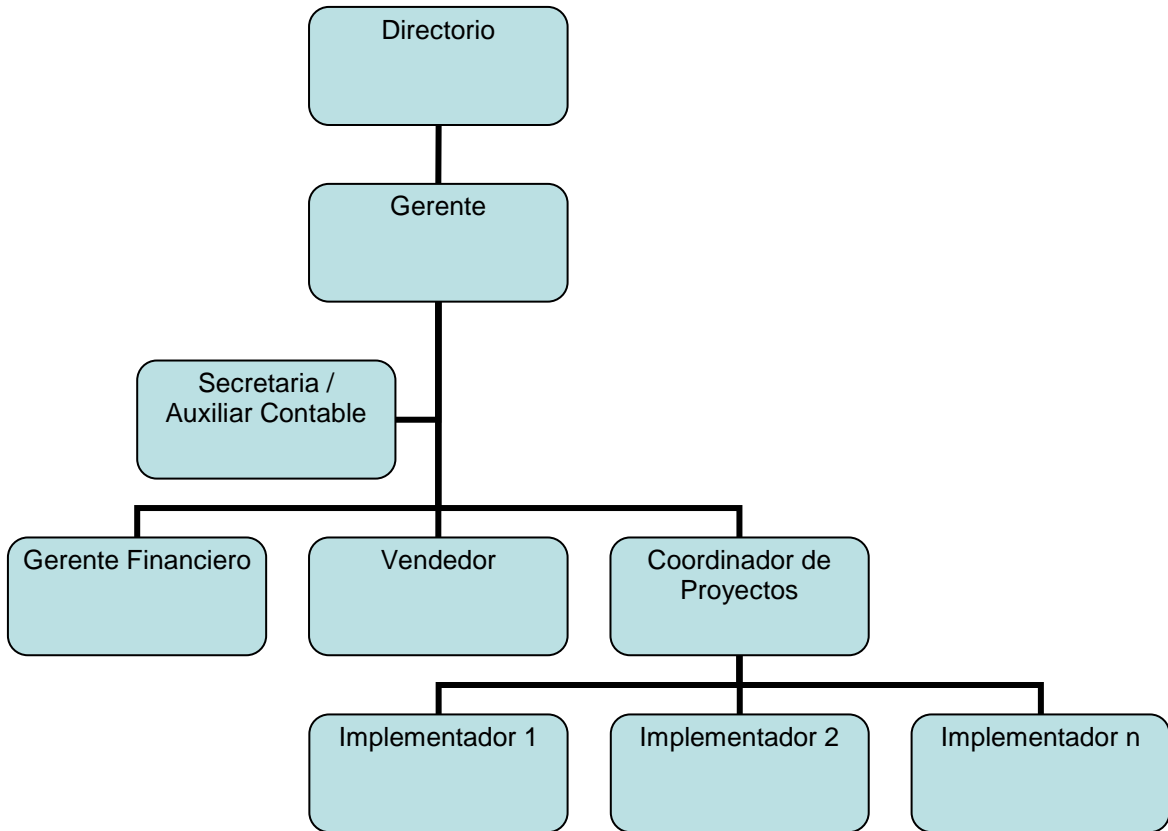 Directorio
Gerente
Secretaria /
Auxiliar Contable
Gerente Financiero
Vendedor
Coordinador de
Proyectos
Implementador 1
Implementador 2
Implementador n